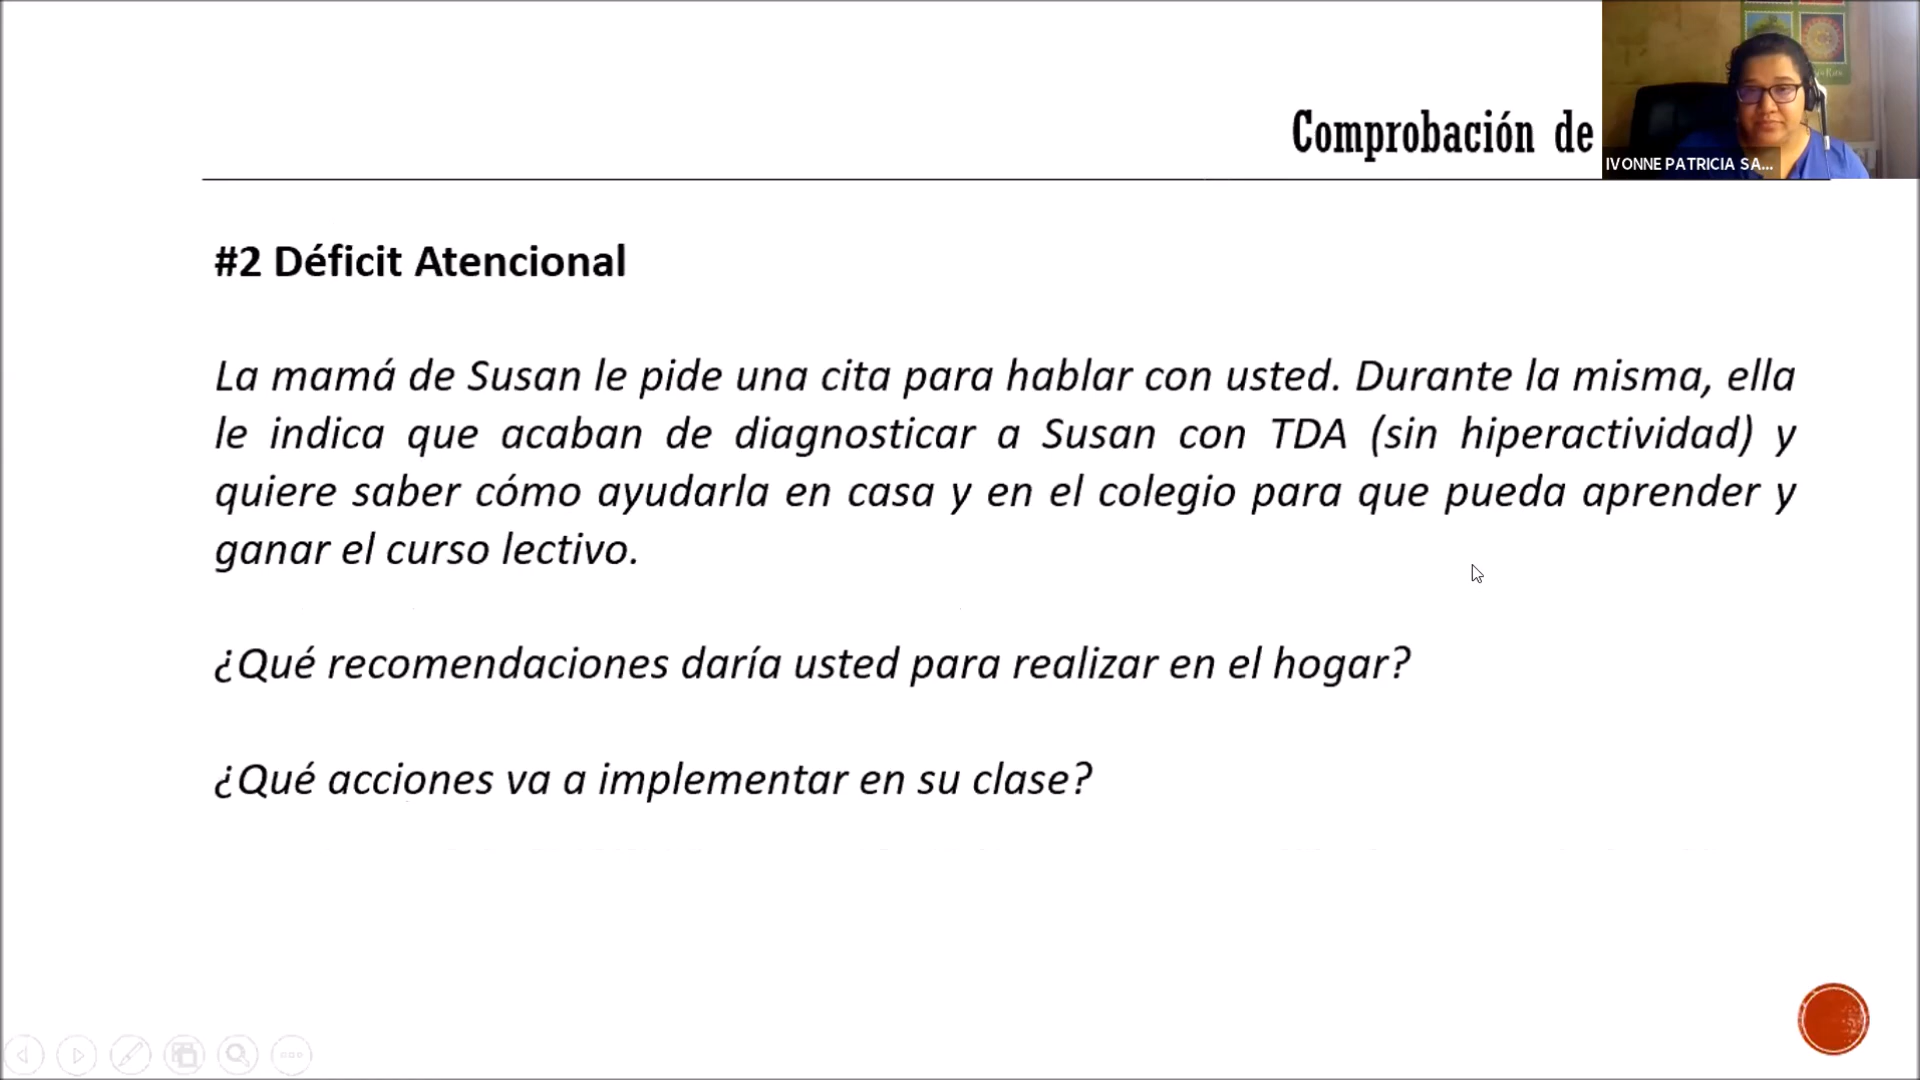 Comprobación de
IVONNE PATRICIA SA...
#2 Déficit Atencional
La mamá de Susan le pide una cita para hablar con usted. Durante la misma, ella
le indica que acaban de diagnosticar a Susan con TDA (sin hiperactividad) y
quiere saber cómo ayudarla en casa y en el colegio para que pueda aprender y
ganar el curso lectivo.
¿Qué recomendaciones daría usted para realizar en el hogar?
¿Qué acciones va a implementar en su clase?